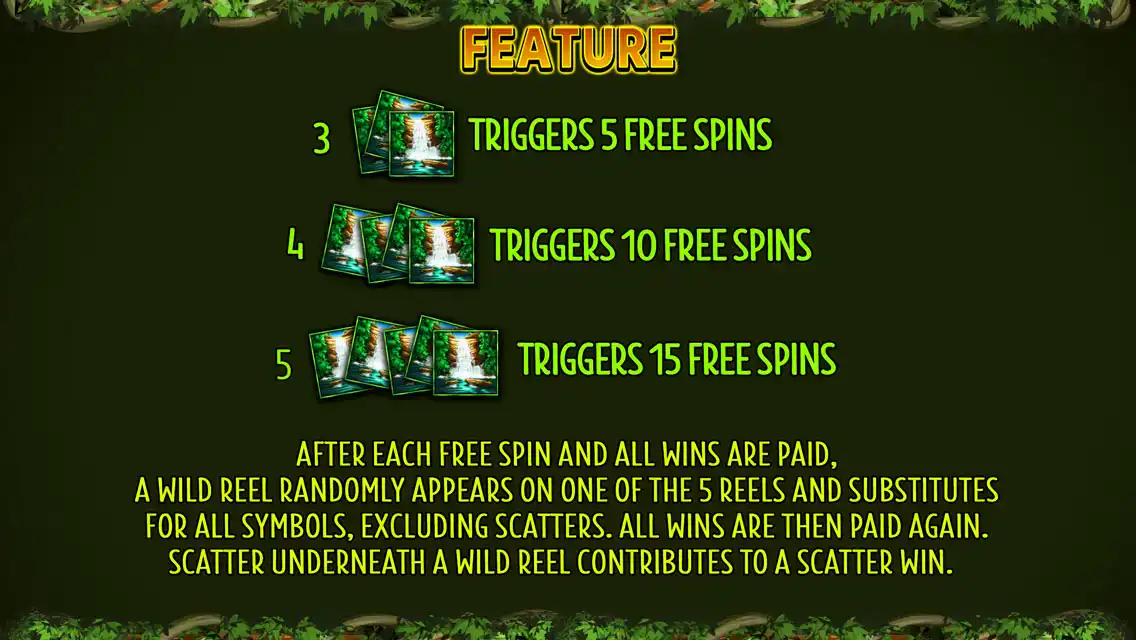 FEATURE
3 TRIGGERS 5 FREE SPINS
4 TRIGGERS 10 FREE SPINS
5 TRIGGERS 15 FREE SPINS
AFTER EACH FREE SPIN AND ALL WINS ARE PAID,
A WILD REEL RANDOMLY APPEARS ON ONE OF THE 5 REELS AND SUBSTITUTES
FOR ALL SYMBOLS, EXCLUDING SCATTERS. ALL WINS ARE THEN PAID AGAIN.
SCATTER UNDERNEATH A WILD REEL CONTRIBUTES TO A SCATTER WIN.